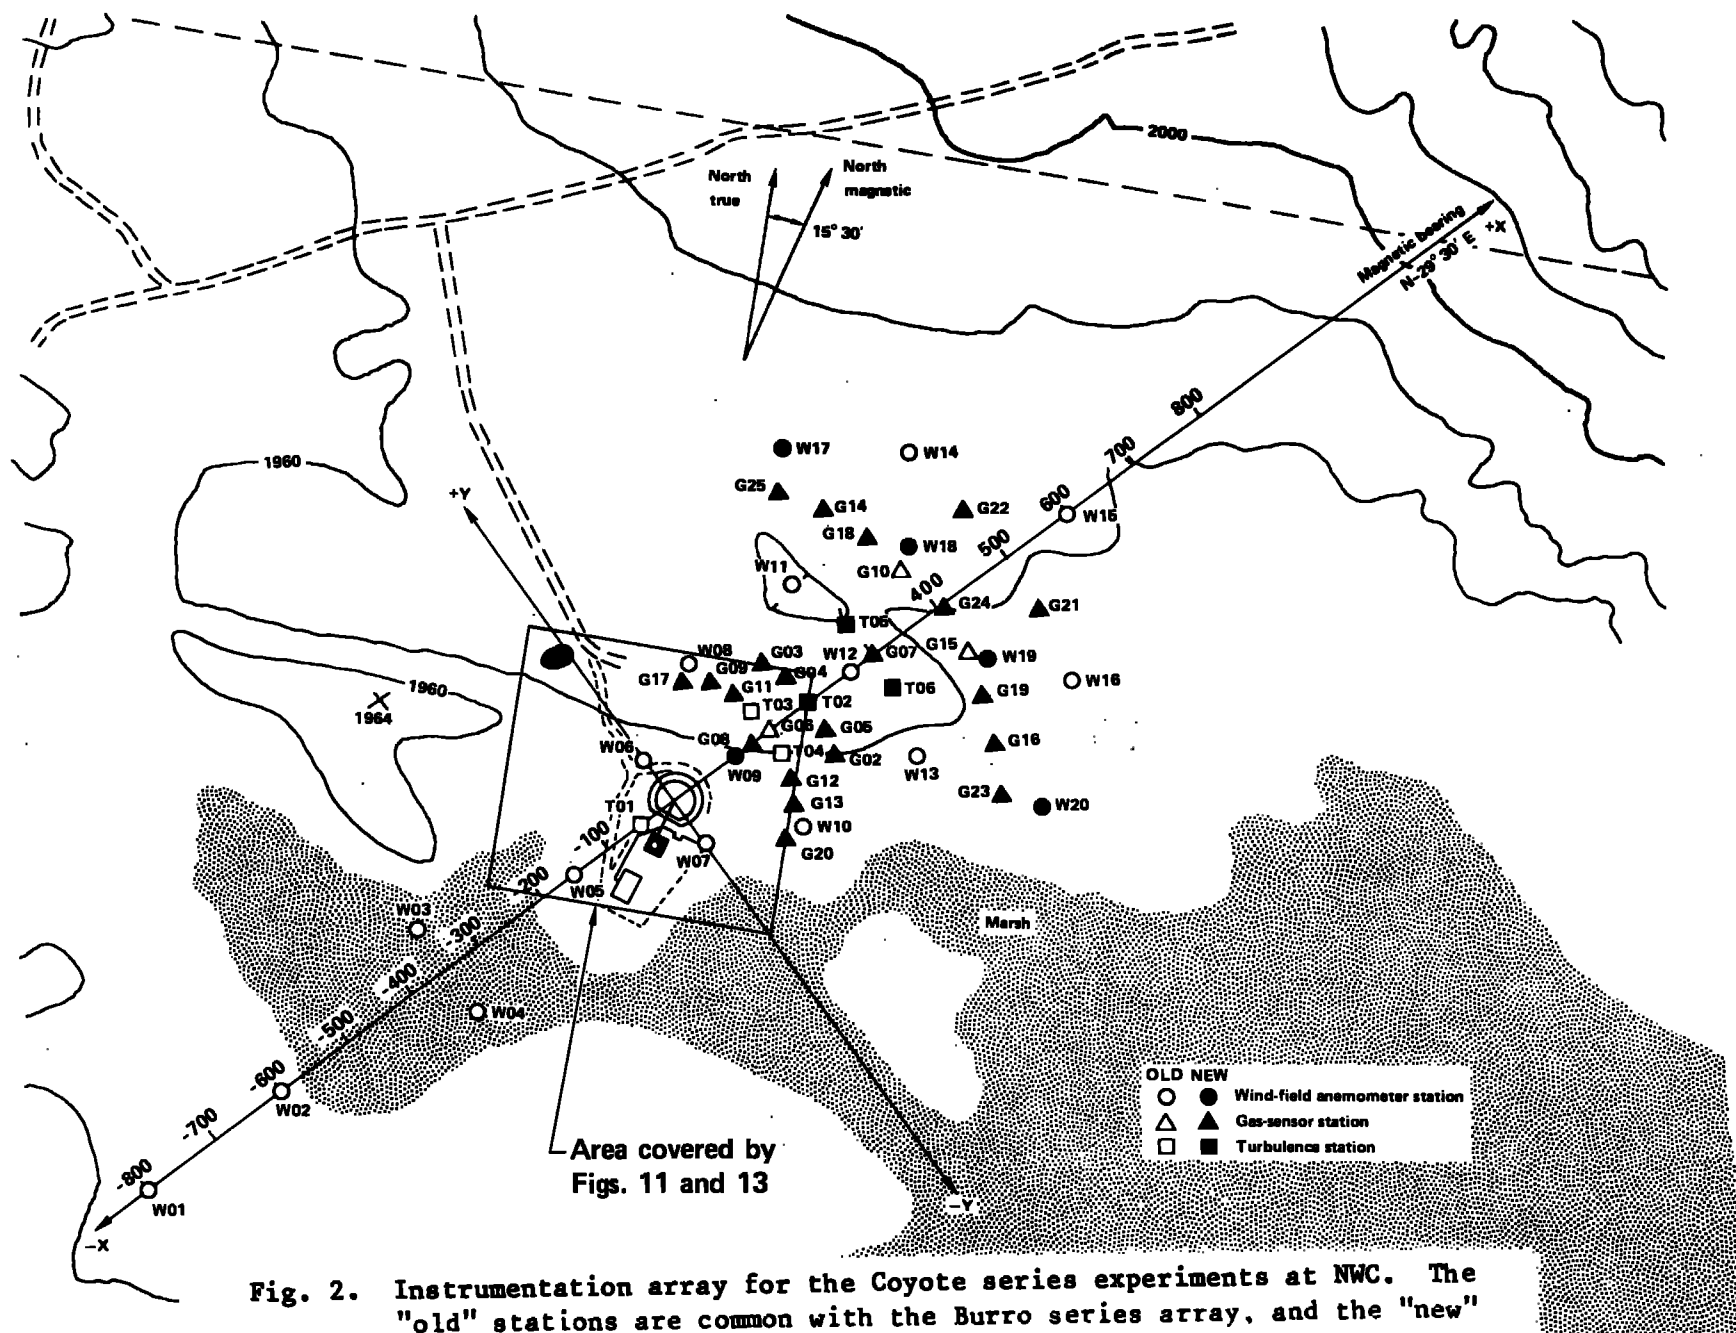 2000
North
true
North
magnetic
15° 30'
Magnetic bearing
N-29° 30' E
+X
800
700
600
500
400
W17
W14
G25
G14
G22
W15
G18
W18
G10
W11
1960
+Y
G24
G21
T05
G15
W19
W12
G07
W08
G03
G09
G04
G17
G11
T06
G19
W16
T03
T02
1960
1964
G06
G05
G08
T04
G02
W06
W09
W13
G16
G12
G13
G23
W20
T01
W10
G20
-100
W07
-200
W05
W03
-300
Marsh
-400
W04
-500
-600
W02
-700
-800
W01
-X
-Y
Area covered by
Figs. 11 and 13
OLD NEW
Wind-field anemometer station
Gas-sensor station
Turbulence station
Fig. 2. Instrumentation array for the Coyote series experiments at NWC. The
"old" stations are common with the Burro series array, and the "new"